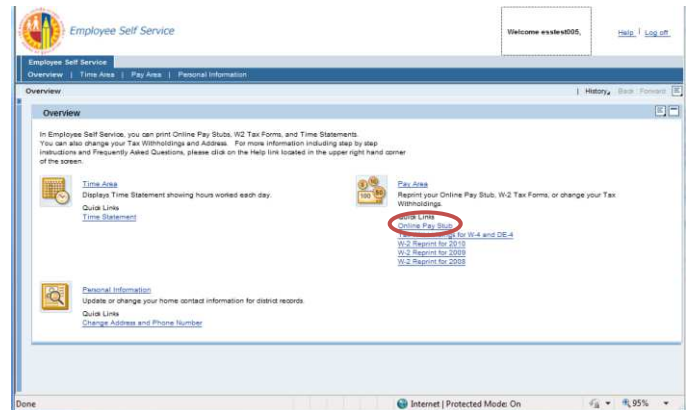 Employee Self Service
Welcome esstest005,
Help | Log off
Employee Self Service
Overview | Time Area | Pay Area | Personal Information
Overview
| History Back Forward
Overview
In Employee Self Service, you can print Online Pay Stubs, W2 Tax Forms, and Time Statements.
You can also change your Tax Withholdings and Address. For more information including step by step
instructions and Frequently Asked Questions, please click on the Help link located in the upper right hand corner
of the screen.
Time Area
Displays Time Statement showing hours worked each day.
Quick Links
Time Statement
Pay Area
Reprint your Online Pay Stub, W-2 Tax Forms, or change your Tax
Withholdings.
Quick Links
Online Pay Stub
Tax Withholdings for W-4 and DE-4
W-2 Reprint for 2010
W-2 Reprint for 2009
W-2 Reprint for 2008
Personal Information
Update or change your home contact information for district records.
Quick Links
Change Address and Phone Number
Done
Internet | Protected Mode: On
95%